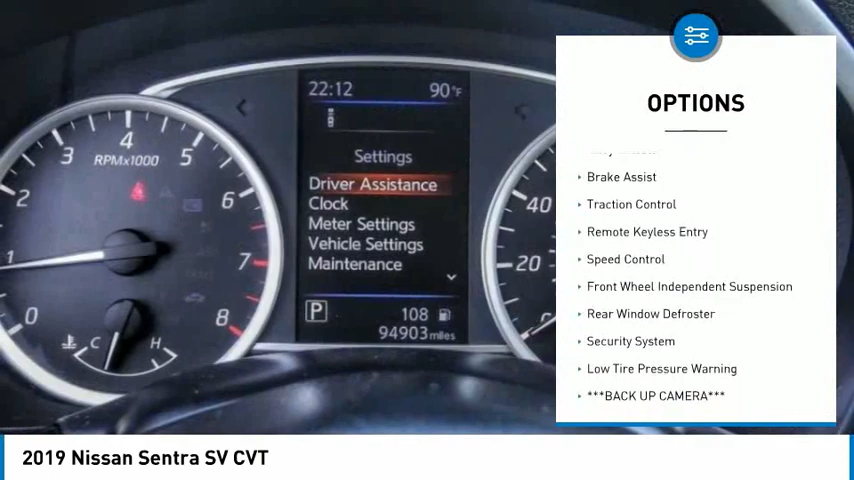 22:12 90°F
Settings
Driver Assistance
Clock
Meter Settings
Vehicle Settings
Maintenance
P 108
94903 miles
RPMx1000
0
1
2
3
4
5
6
7
8
C H
40
20
OPTIONS
Brake Assist
Traction Control
Remote Keyless Entry
Speed Control
Front Wheel Independent Suspension
Rear Window Defroster
Security System
Low Tire Pressure Warning
***BACK UP CAMERA***
2019 Nissan Sentra SV CVT